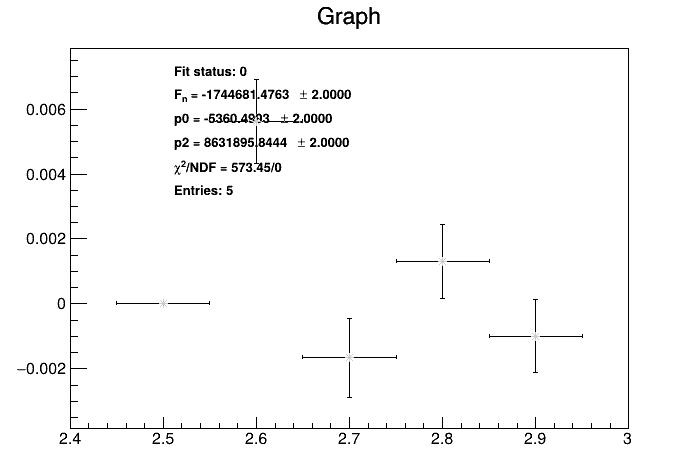 Graph
Fit status: 0
Fn = -1744681.4763 ± 2.0000
p0 = -5360.4993 ± 2.0000
p2 = 8631895.8444 ± 2.0000
χ²/NDF = 573.45/0
Entries: 5
0.006
0.004
0.002
0
−0.002
2.4 2.5 2.6 2.7 2.8 2.9 3